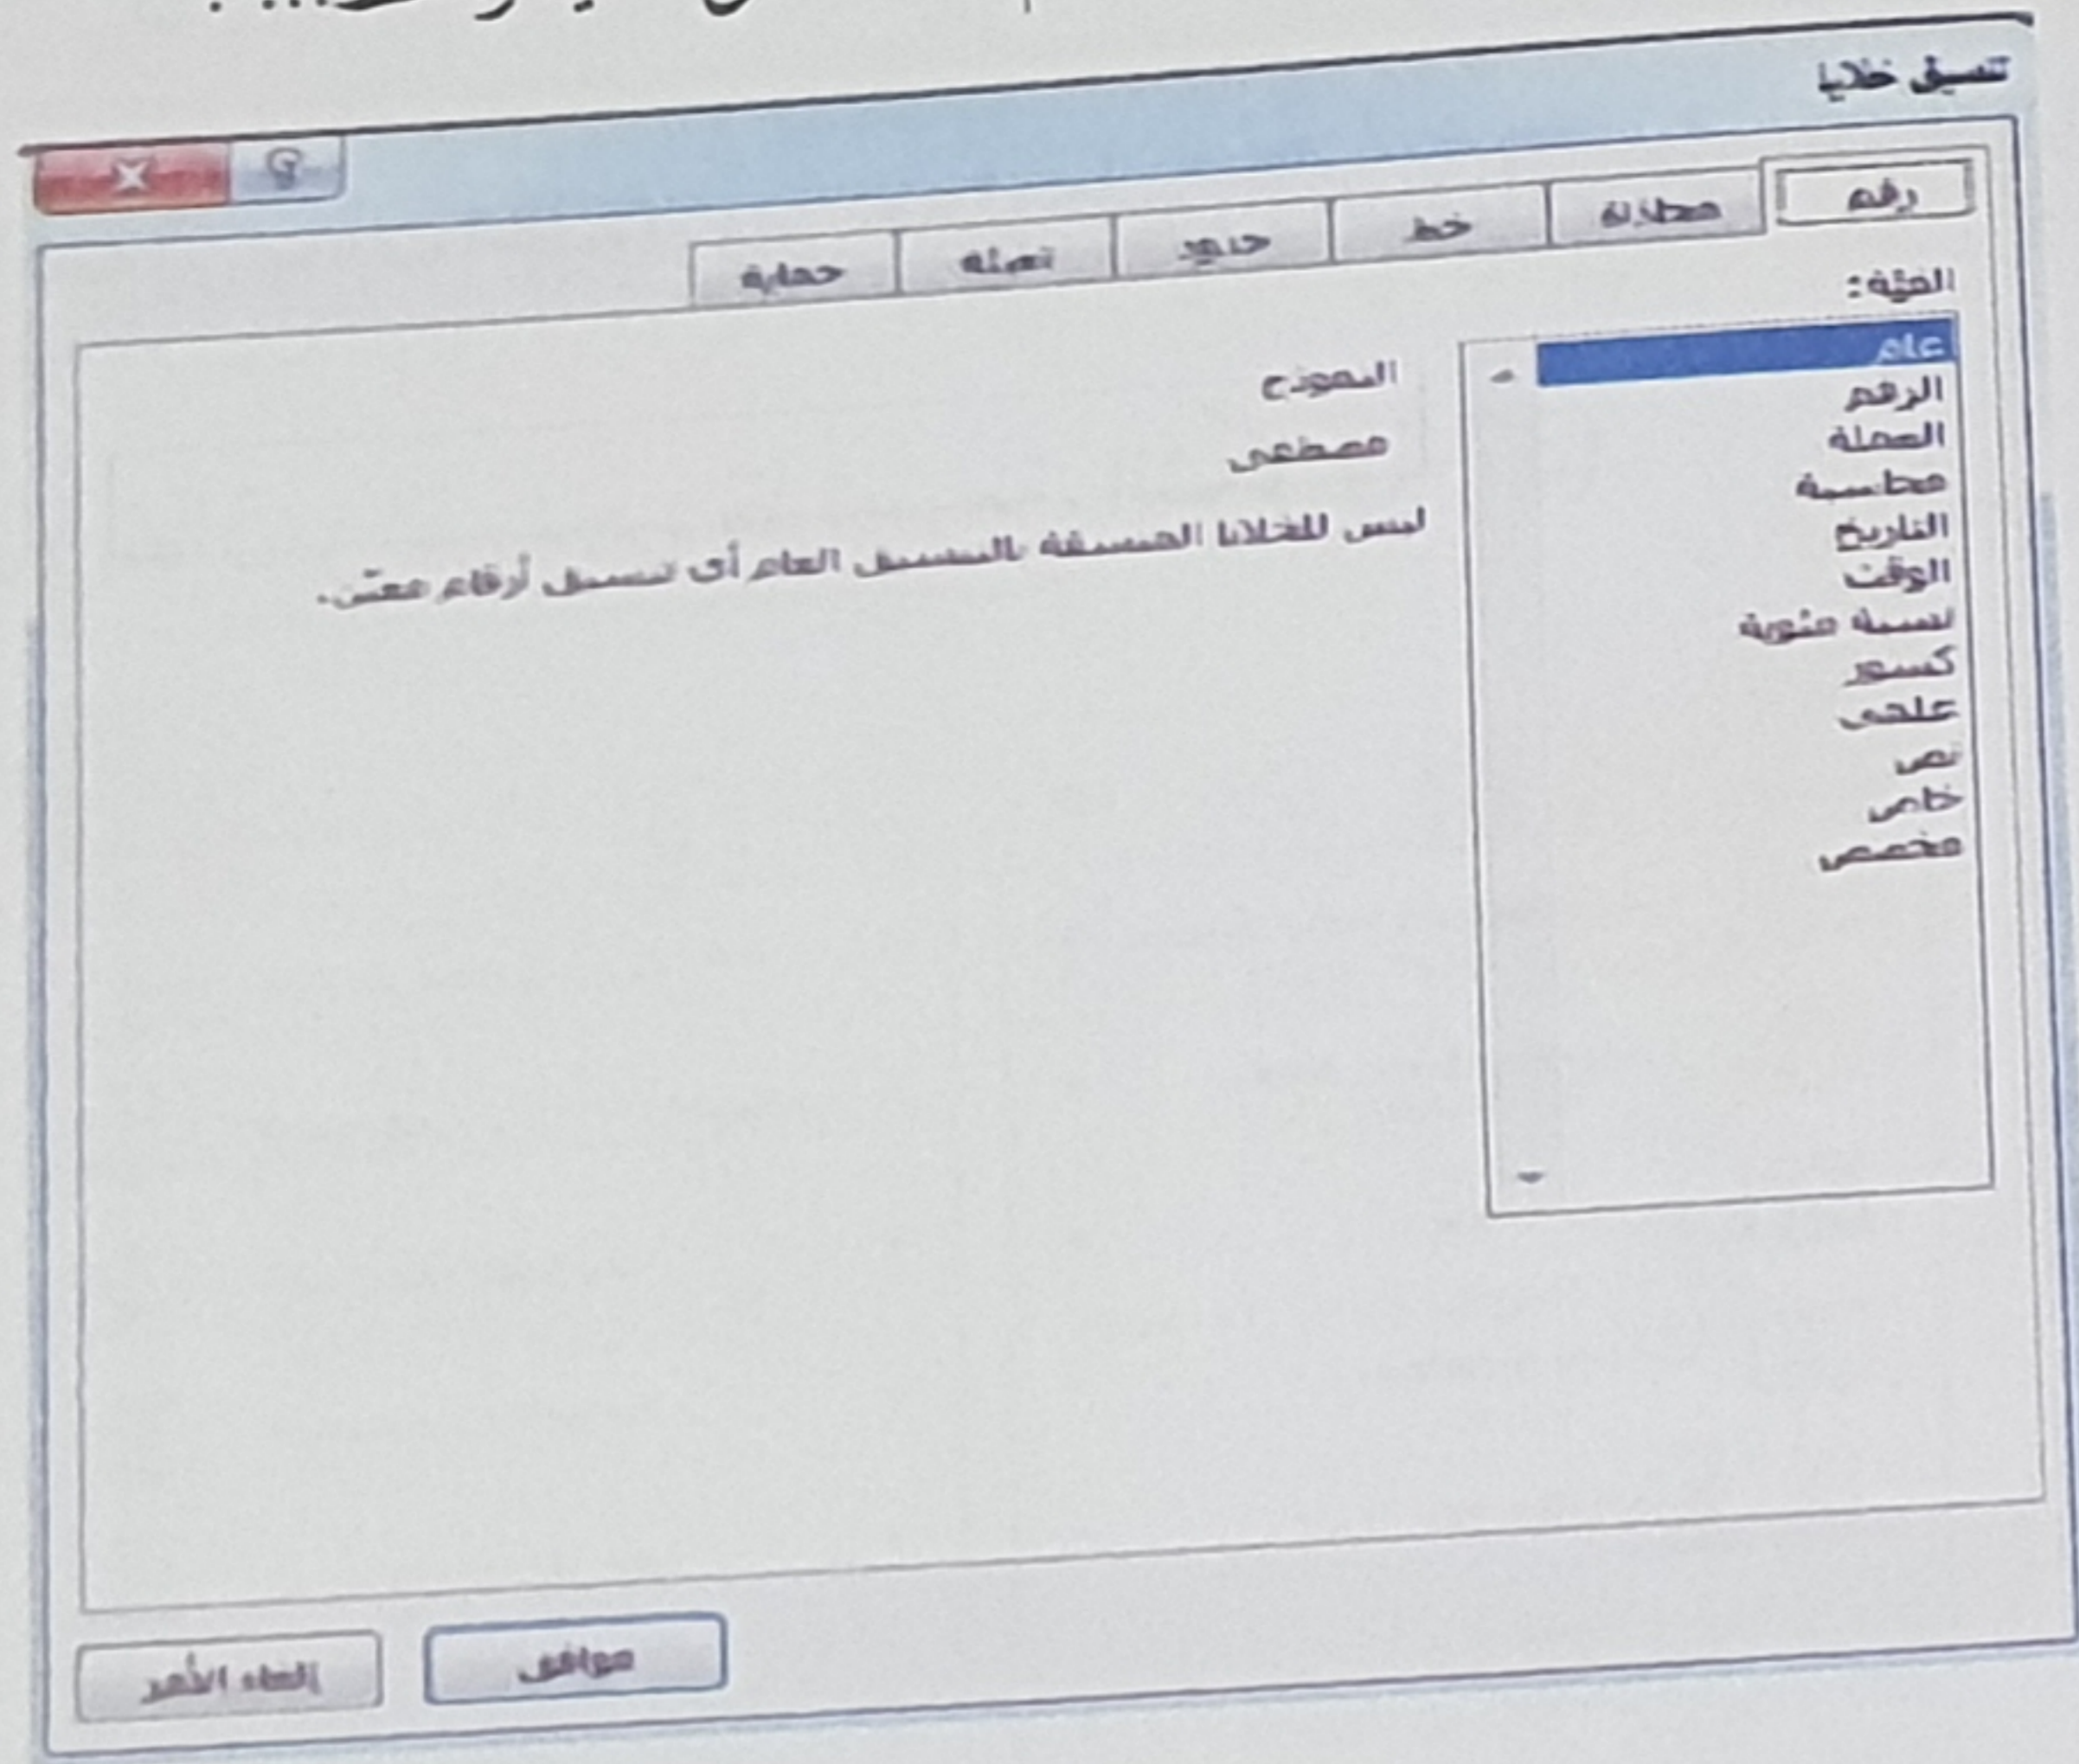 تنسيق خلايا
رقم محاذاة خط حدود تعبئة حماية
الفئة:
عام
الرقم
العملة
محاسبة
التاريخ
الوقت
نسبة مئوية
كسور
علمي
نص
خاص
مخصص
النموذج
مصطفى
ليس للخلايا المنسقة بالتنسيق العام أي تنسيق أرقام معيّن.
موافق
إلغاء الأمر